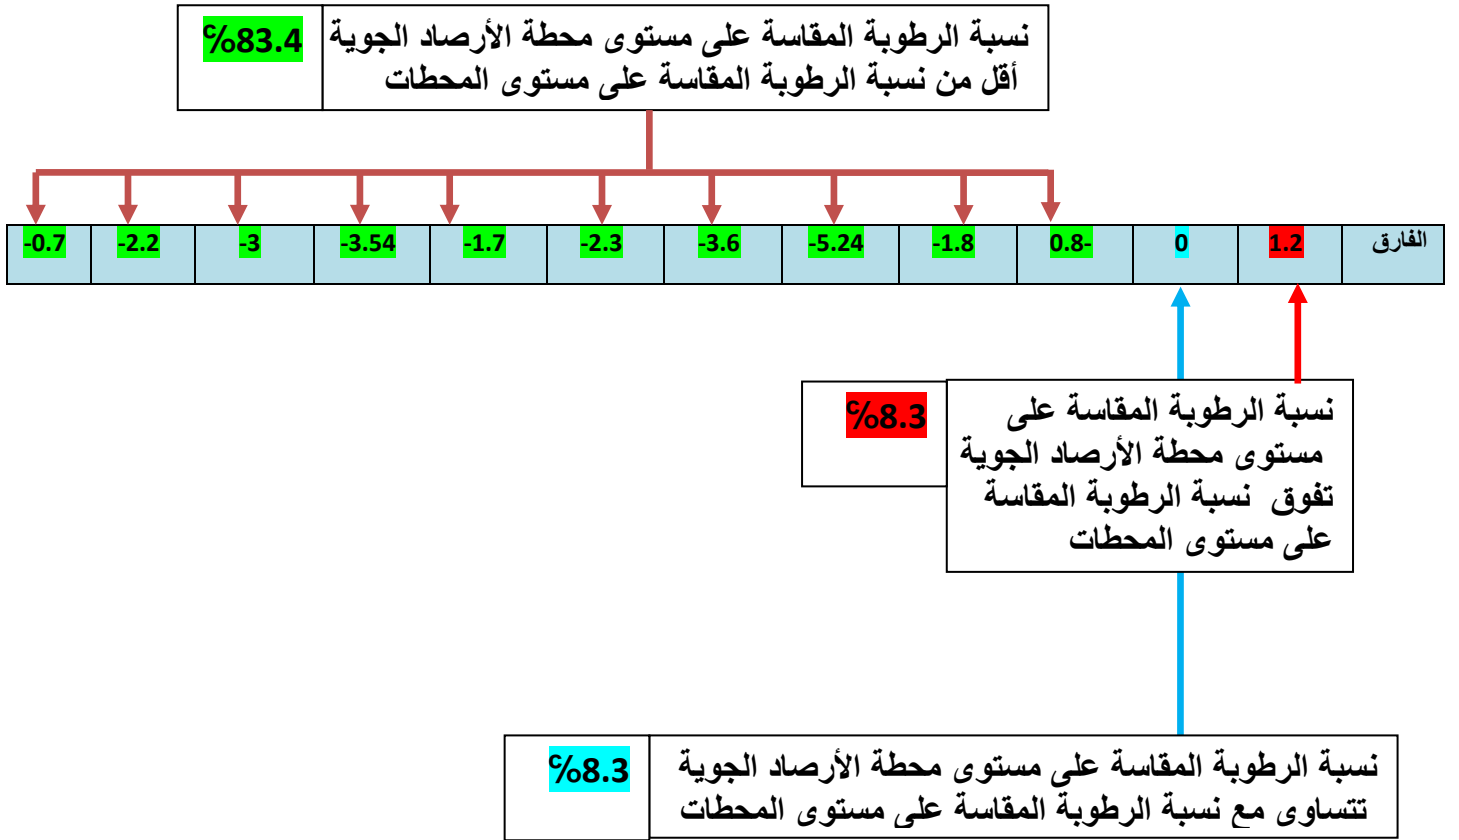 نسبة الرطوبة المقاسة على مستوى محطة الأرصاد الجوية
أقل من نسبة الرطوبة المقاسة على مستوى المحطات
%83.4
الفارق 1.2 0 0.8- -1.8 -5.24 -3.6 -2.3 -1.7 -3.54 -3 -2.2 -0.7
نسبة الرطوبة المقاسة على
مستوى محطة الأرصاد الجوية
تفوق نسبة الرطوبة المقاسة
على مستوى المحطات
%8.3
نسبة الرطوبة المقاسة على مستوى محطة الأرصاد الجوية
تتساوى مع نسبة الرطوبة المقاسة على مستوى المحطات
%8.3